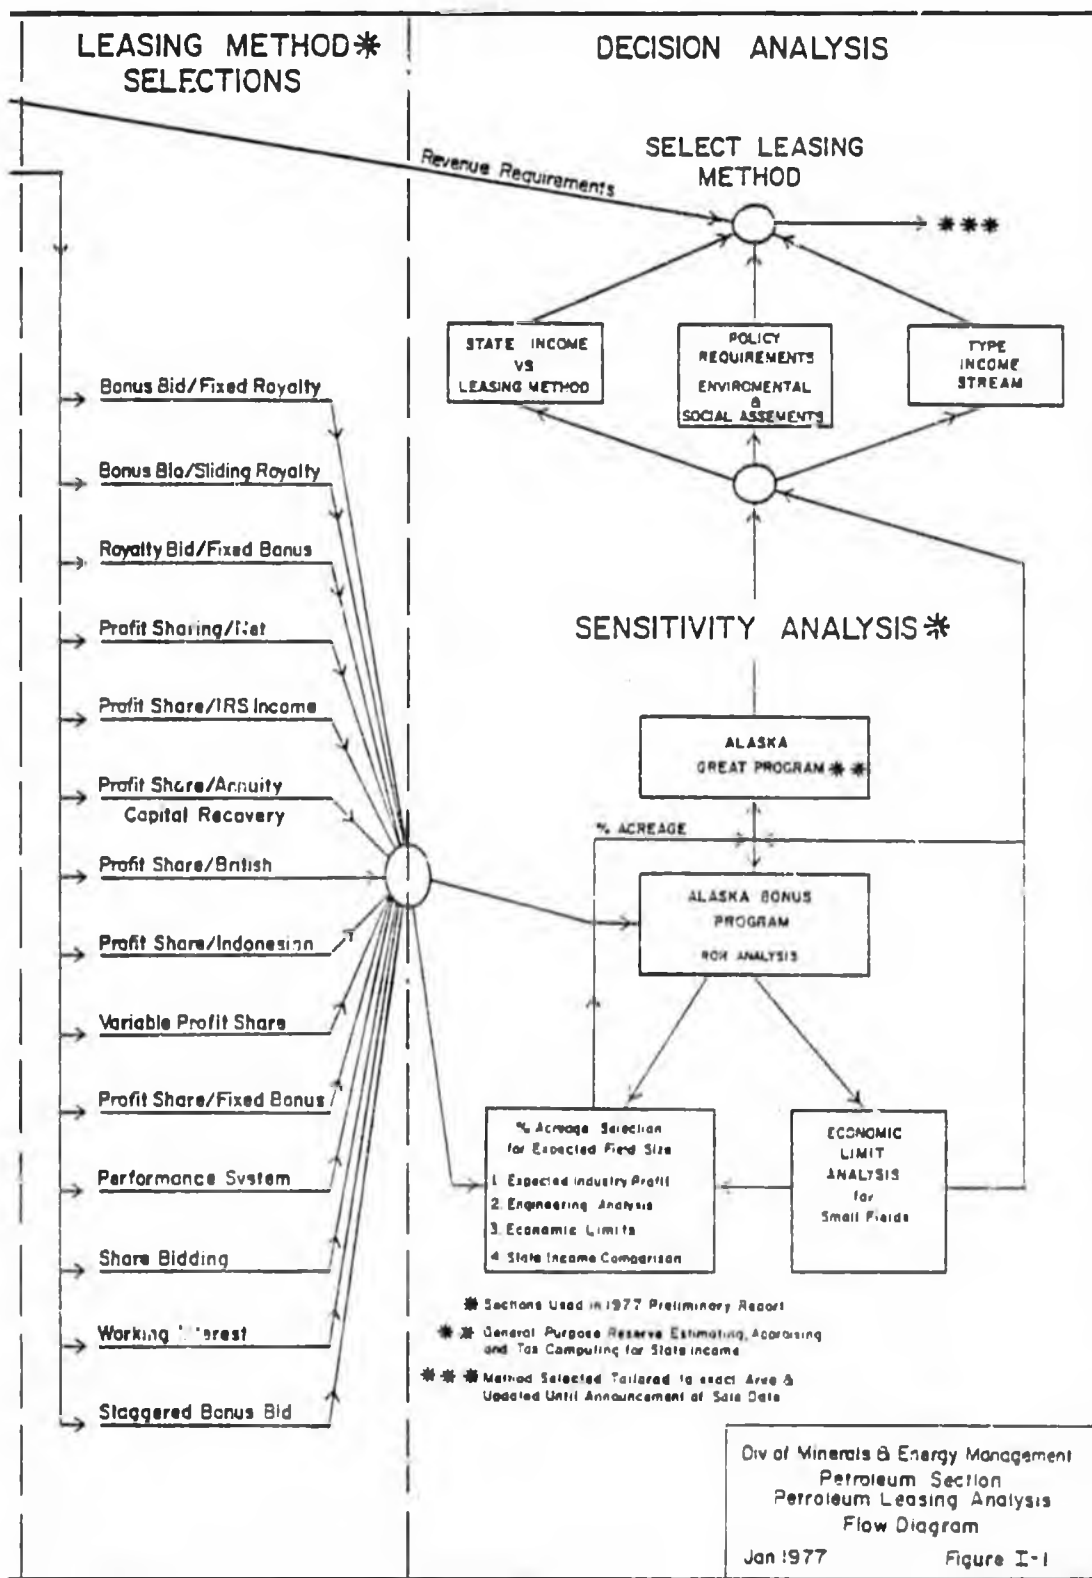 LEASING METHOD*
SELECTIONS
Bonus Bid/Fixed Royalty
Bonus Bid/Sliding Royalty
Royalty Bid/Fixed Bonus
Profit Sharing/Net
Profit Share/IRS Income
Profit Share/Annuity
Capital Recovery
Profit Share/British
Profit Share/Indonesian
Variable Profit Share
Profit Share/Fixed Bonus
Performance System
Share Bidding
Working
Staggered Bonus Bid
DECISION ANALYSIS
Revenue Requirements
SELECT LEASING
METHOD
***
STATE INCOME
VS
LEASING METHOD
POLICY
REQUIREMENTS
ENVIROMENTAL
&
SOCIAL ASSEMENTS
TYPE
INCOME
STREAM
SENSITIVITY ANALYSIS*
ALASKA
GREAT PROGRAM **
% ACREAGE
ALASKA BONUS
PROGRAM
ROR ANALYSIS
% Acreage Selection
for Expected Field Size
1. Expected Industry Profit
2. Engineering Analysis
3. Economic Limits
4. State Income Comparison
ECONOMIC
LIMIT
ANALYSIS
for
Small Fields
* Sections Used in 1977 Preliminary Report
** General Purpose Reserve Estimating, Appraising
and Tax Computing for State Income
*** Method Selected Tailored to exact Area &
Updated Until Announcement of Sale Date
Div of Minerals & Energy Management
Petroleum Section
Petroleum Leasing Analysis
Flow Diagram
Jan 1977 Figure I-1